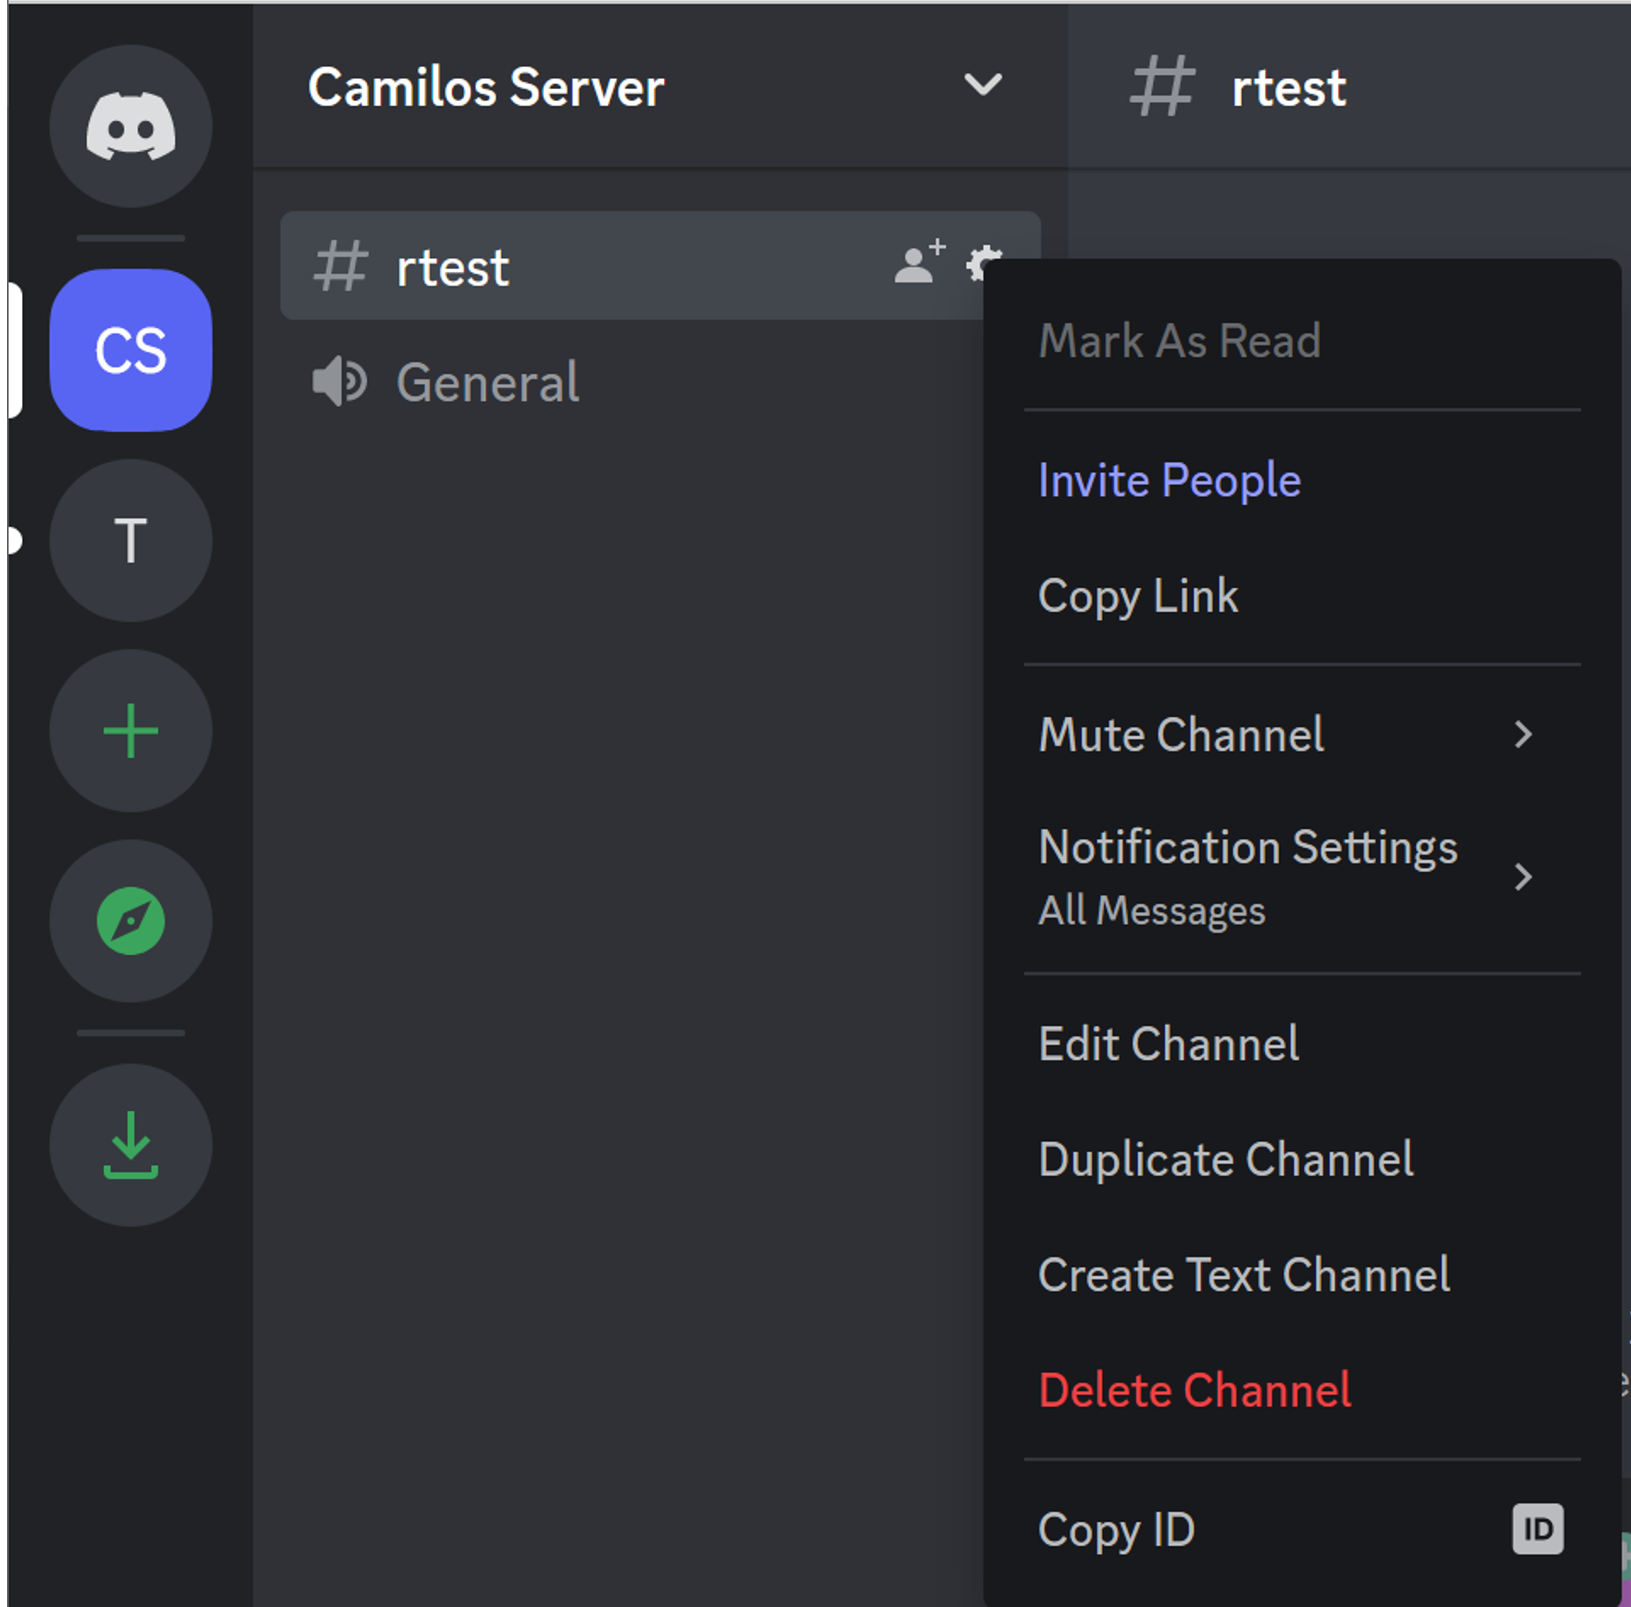 Camilos Server
rtest
rtest
General
CS
T
Mark As Read
Invite People
Copy Link
Mute Channel
Notification Settings
All Messages
Edit Channel
Duplicate Channel
Create Text Channel
Delete Channel
Copy ID
ID